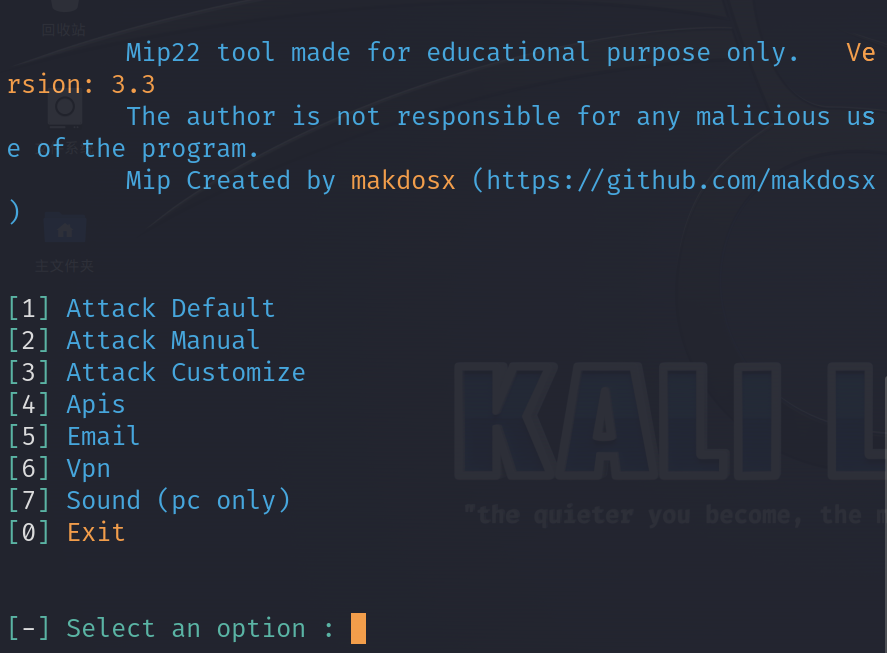 回收站
Mip22 tool made for educational purpose only.   Ve
rsion: 3.3
The author is not responsible for any malicious us
e of the program.
Mip Created by makdosx (https://github.com/makdosx
)
主文件夹
[1] Attack Default
[2] Attack Manual
[3] Attack Customize
[4] Apis
[5] Email
[6] Vpn
[7] Sound (pc only)
[0] Exit
KALI
"the quieter you become, the
[-] Select an option :